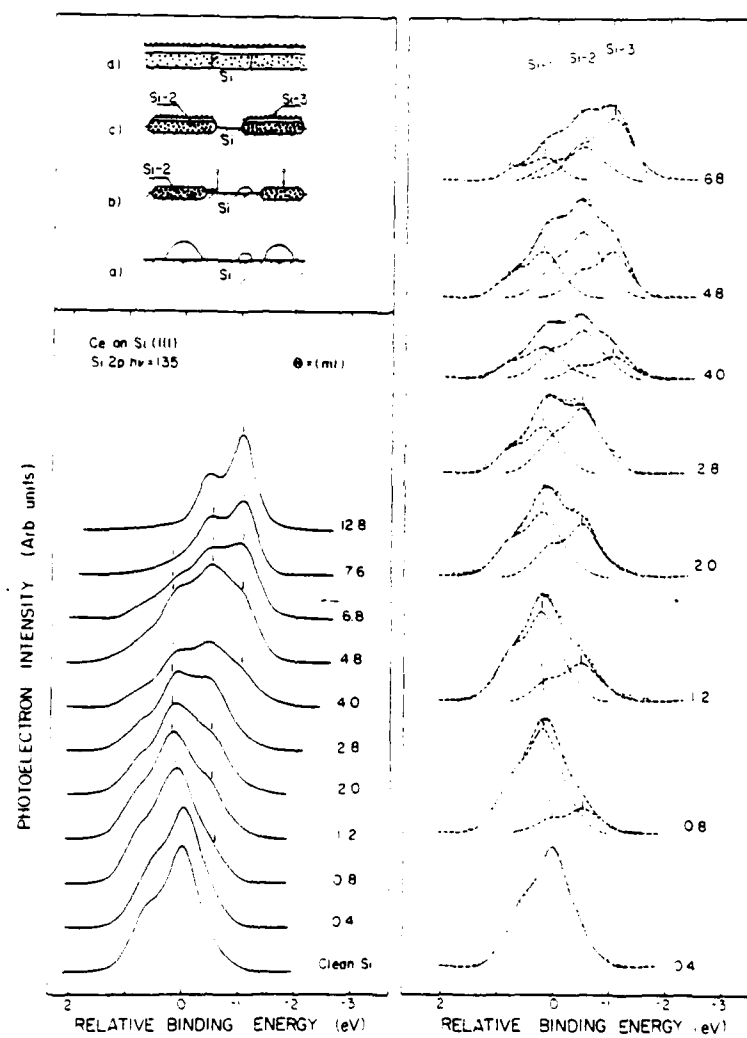 d)
Si
Si-2
Si-3
c)
Si
Si-2
b)
Si
a)
Si
Ce on Si (111)
Si 2p hν = 135
Θ = (ml)
12 8
7 6
6.8
4 8
4 0
2 8
2 0
1 2
0.8
0 4
Clean Si
PHOTOELECTRON INTENSITY (Arb units)
2
0
-1
-3
RELATIVE BINDING ENERGY (eV)
Si-2
Si-3
6 8
4 8
4 0
2 8
2 0
1 2
0 8
0 4
2
0
-1
-3
RELATIVE BINDING ENERGY (eV)